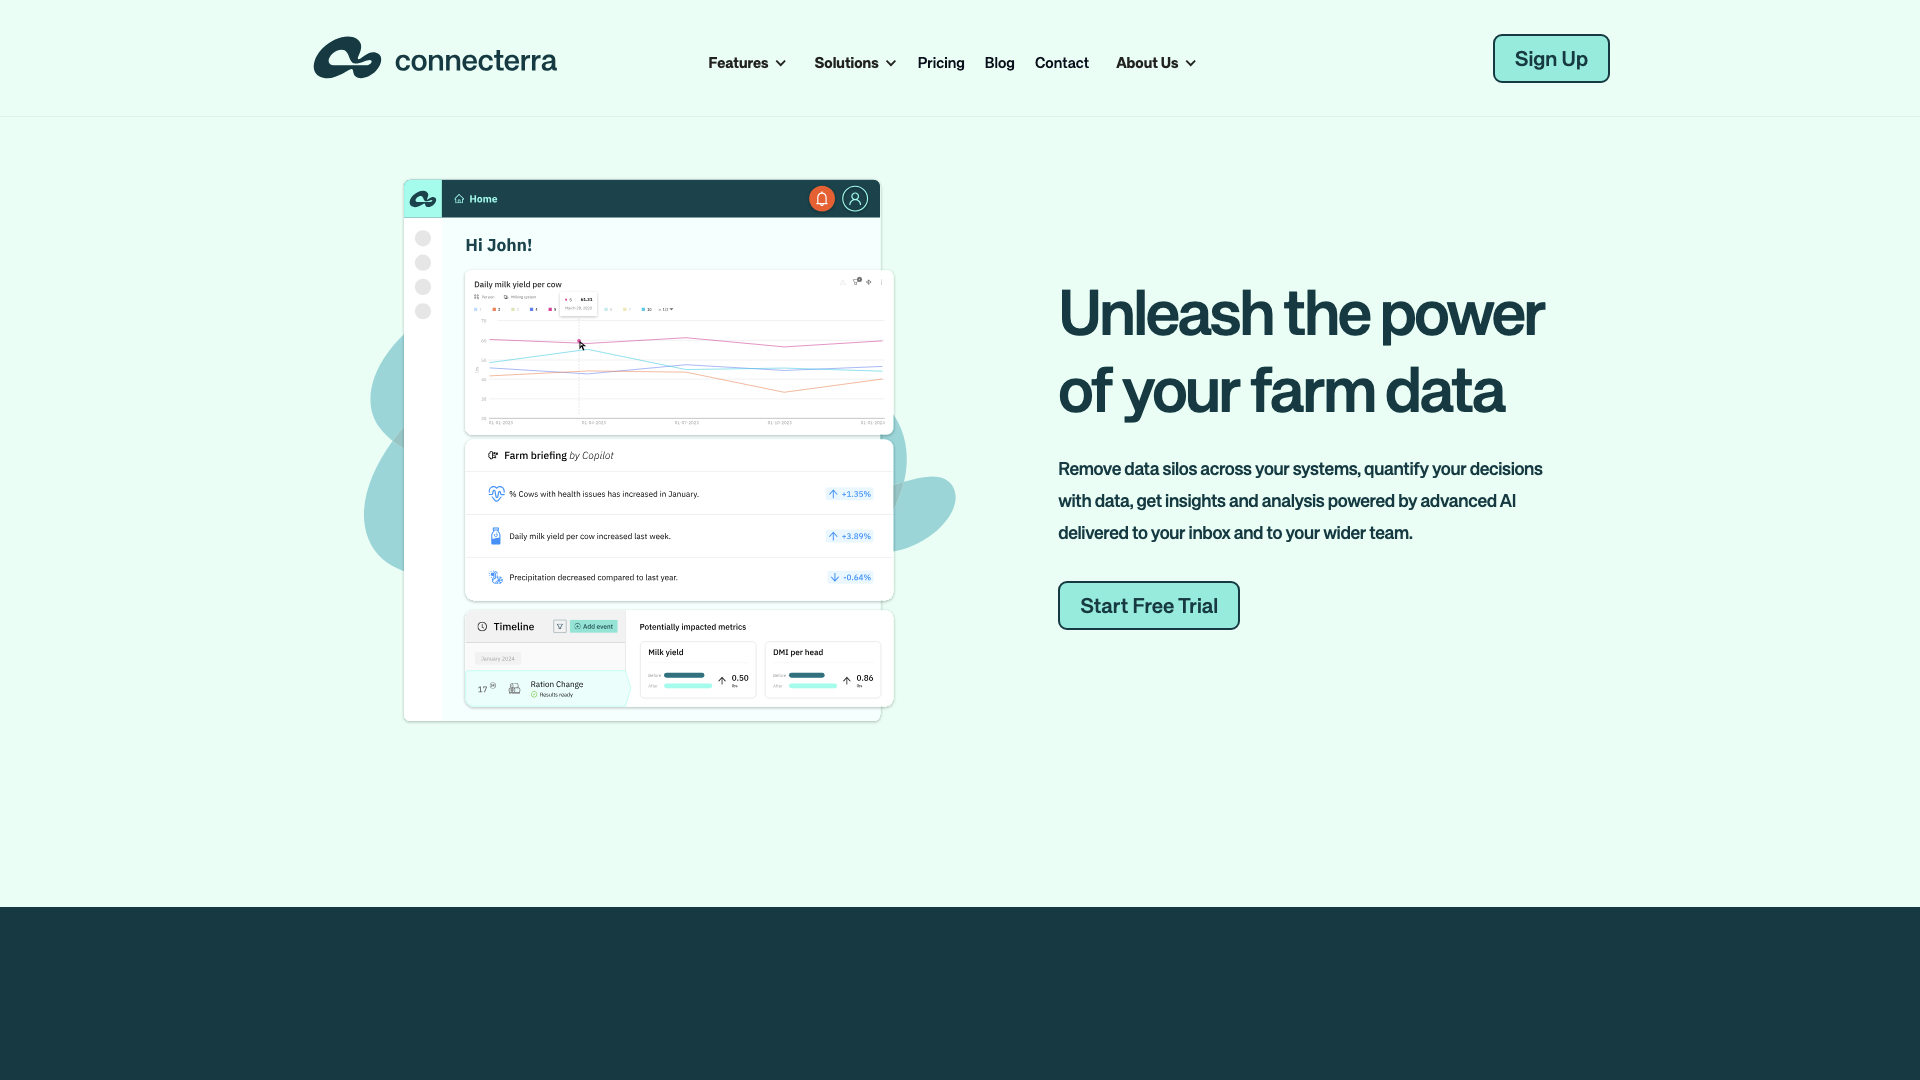 connecterra
Features
Solutions
Pricing
Blog
Contact
About Us
Sign Up
Home
Hi John!
Daily milk yield per cow
Farm briefing by Copilot
% Cows with health issues has increased in January.
+1.35%
Daily milk yield per cow increased last week.
+3.89%
Precipitation decreased compared to last year.
-0.64%
Timeline
Add event
Potentially impacted metrics
January 2024
Milk yield
DMI per head
17
Ration Change
Results ready
0.50
0.86
Unleash the power
of your farm data
Remove data silos across your systems, quantify your decisions
with data, get insights and analysis powered by advanced AI
delivered to your inbox and to your wider team.
Start Free Trial